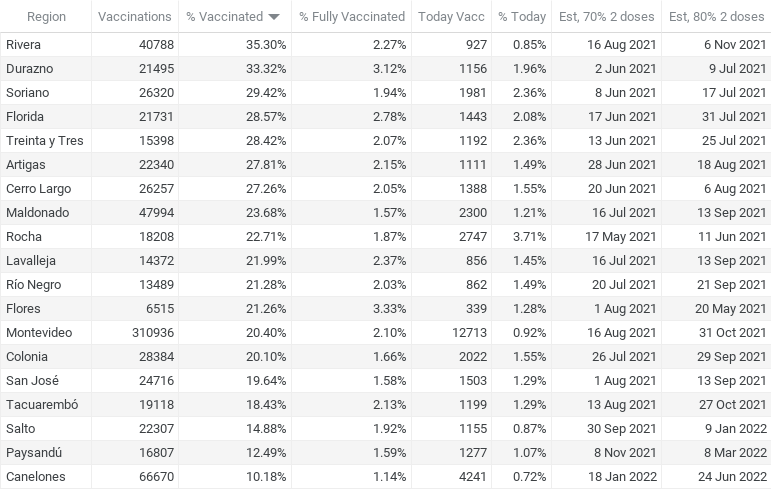 Region Vaccinations % Vaccinated % Fully Vaccinated Today Vacc % Today Est, 70% 2 doses Est, 80% 2 doses
Rivera 40788 35.30% 2.27% 927 0.85% 16 Aug 2021 6 Nov 2021
Durazno 21495 33.32% 3.12% 1156 1.96% 2 Jun 2021 9 Jul 2021
Soriano 26320 29.42% 1.94% 1981 2.36% 8 Jun 2021 17 Jul 2021
Florida 21731 28.57% 2.78% 1443 2.08% 17 Jun 2021 31 Jul 2021
Treinta y Tres 15398 28.42% 2.07% 1192 2.36% 13 Jun 2021 25 Jul 2021
Artigas 22340 27.81% 2.15% 1111 1.49% 28 Jun 2021 18 Aug 2021
Cerro Largo 26257 27.26% 2.05% 1388 1.55% 20 Jun 2021 6 Aug 2021
Maldonado 47994 23.68% 1.57% 2300 1.21% 16 Jul 2021 13 Sep 2021
Rocha 18208 22.71% 1.87% 2747 3.71% 17 May 2021 11 Jun 2021
Lavalleja 14372 21.99% 2.37% 856 1.45% 16 Jul 2021 13 Sep 2021
Río Negro 13489 21.28% 2.03% 862 1.49% 20 Jul 2021 21 Sep 2021
Flores 6515 21.26% 3.33% 339 1.28% 1 Aug 2021 20 May 2021
Montevideo 310936 20.40% 2.10% 12713 0.92% 16 Aug 2021 31 Oct 2021
Colonia 28384 20.10% 1.66% 2022 1.55% 26 Jul 2021 29 Sep 2021
San José 24716 19.64% 1.58% 1503 1.29% 1 Aug 2021 13 Sep 2021
Tacuarembó 19118 18.43% 2.13% 1199 1.29% 13 Aug 2021 27 Oct 2021
Salto 22307 14.88% 1.92% 1155 0.87% 30 Sep 2021 9 Jan 2022
Paysandú 16807 12.49% 1.59% 1277 1.07% 8 Nov 2021 8 Mar 2022
Canelones 66670 10.18% 1.14% 4241 0.72% 18 Jan 2022 24 Jun 2022